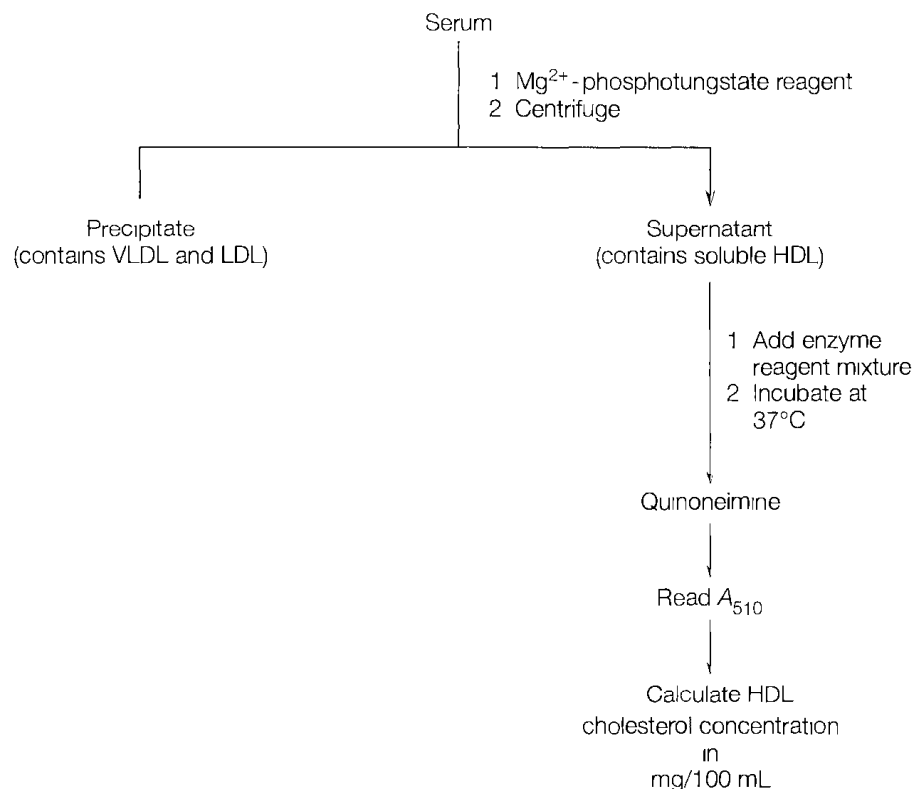 Serum
1 Mg2+-phosphotungstate reagent
2 Centrifuge
Precipitate
(contains VLDL and LDL)
Supernatant
(contains soluble HDL)
1 Add enzyme
reagent mixture
2 Incubate at
37°C
Quinoneimine
Read A510
Calculate HDL
cholesterol concentration
in
mg/100 mL